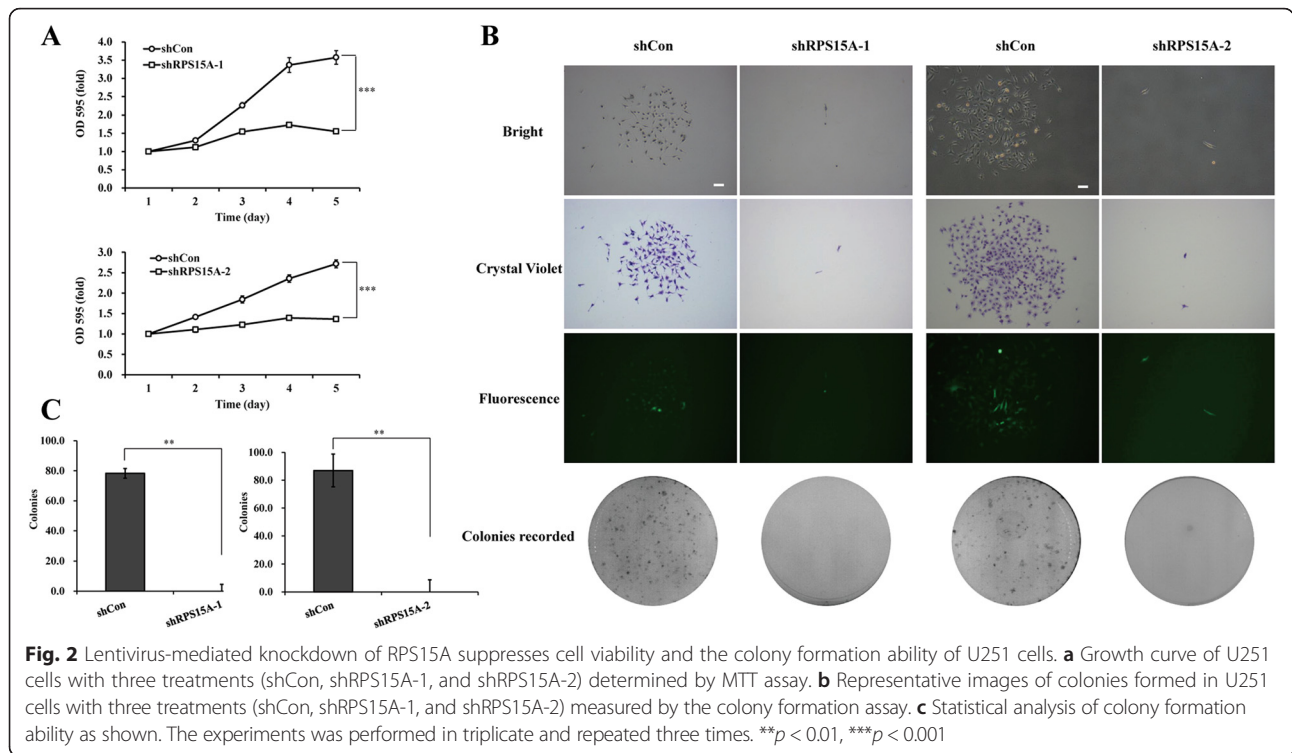 A
4.0
3.5
3.0
2.5
2.0
1.5
1.0
0.5
0.0
OD 595 (fold)
shCon
shRPS15A-1
***
1 2 3 4 5
Time (day)
3.0
2.5
2.0
1.5
1.0
0.5
0.0
OD 595 (fold)
shCon
shRPS15A-2
***
1 2 3 4 5
Time (day)
B
shCon shRPS15A-1 shCon shRPS15A-2
Bright
Crystal Violet
Fluorescence
Colonies recorded
C
100.0
80.0
60.0
40.0
20.0
0.0
Colonies
**
shCon shRPS15A-1
100.0
80.0
60.0
40.0
20.0
0.0
Colonies
**
shCon shRPS15A-2
Fig. 2 Lentivirus-mediated knockdown of RPS15A suppresses cell viability and the colony formation ability of U251 cells. a Growth curve of U251
cells with three treatments (shCon, shRPS15A-1, and shRPS15A-2) determined by MTT assay. b Representative images of colonies formed in U251
cells with three treatments (shCon, shRPS15A-1, and shRPS15A-2) measured by the colony formation assay. c Statistical analysis of colony formation
ability as shown. The experiments was performed in triplicate and repeated three times. **p < 0.01, ***p < 0.001